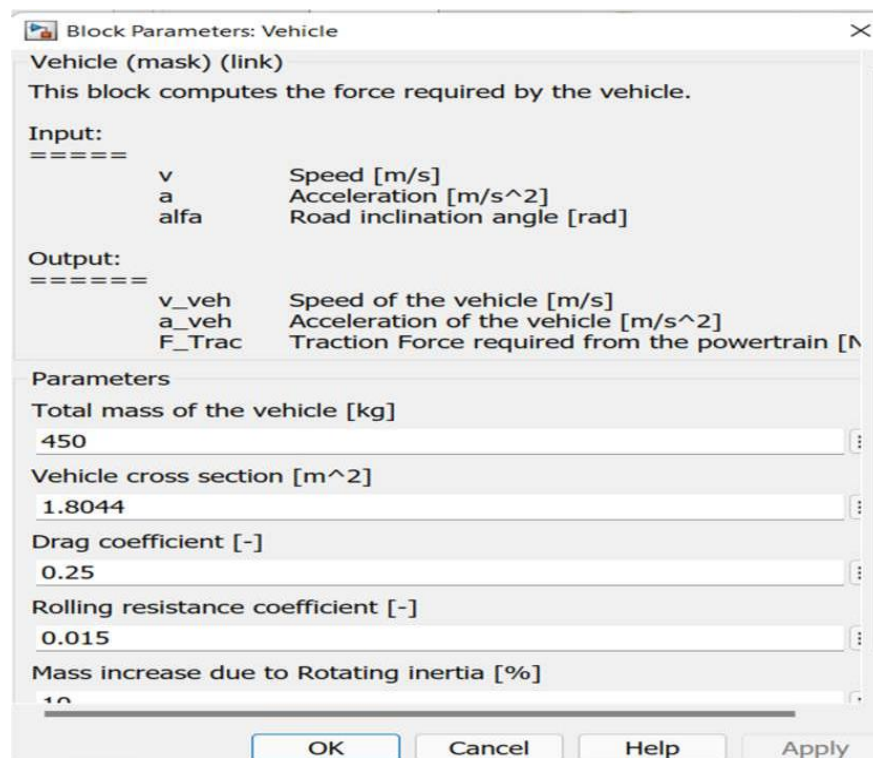 Block Parameters: Vehicle
Vehicle (mask) (link)
This block computes the force required by the vehicle.
Input:
=====
v Speed [m/s]
a Acceleration [m/s^2]
alfa Road inclination angle [rad]
Output:
======
v_veh Speed of the vehicle [m/s]
a_veh Acceleration of the vehicle [m/s^2]
F_Trac Traction Force required from the powertrain [N
Parameters
Total mass of the vehicle [kg]
450
Vehicle cross section [m^2]
1.8044
Drag coefficient [-]
0.25
Rolling resistance coefficient [-]
0.015
Mass increase due to Rotating inertia [%]
OK Cancel Help Apply